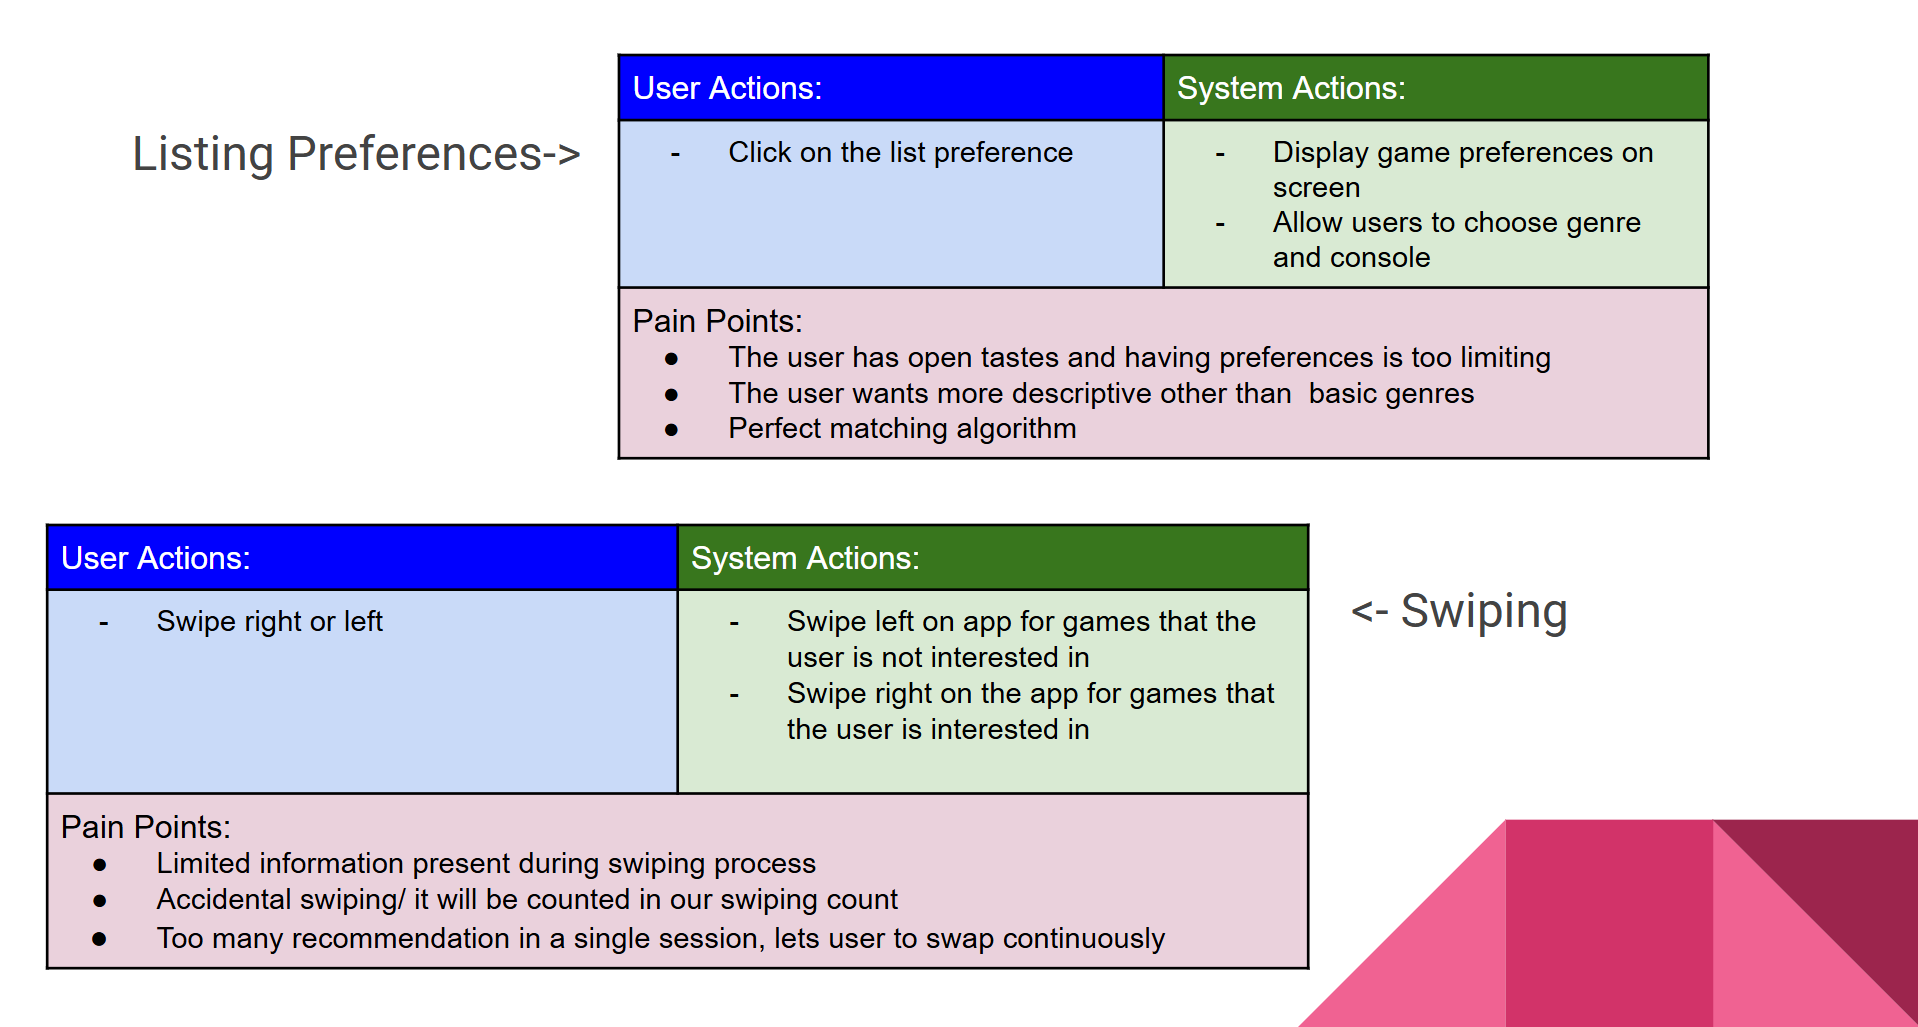 Listing Preferences->
User Actions:
- Click on the list preference
System Actions:
- Display game preferences on
screen
- Allow users to choose genre
and console
Pain Points:
● The user has open tastes and having preferences is too limiting
● The user wants more descriptive other than  basic genres
● Perfect matching algorithm
<- Swiping
User Actions:
- Swipe right or left
System Actions:
- Swipe left on app for games that the
user is not interested in
- Swipe right on the app for games that
the user is interested in
Pain Points:
● Limited information present during swiping process
● Accidental swiping/ it will be counted in our swiping count
● Too many recommendation in a single session, lets user to swap continuously